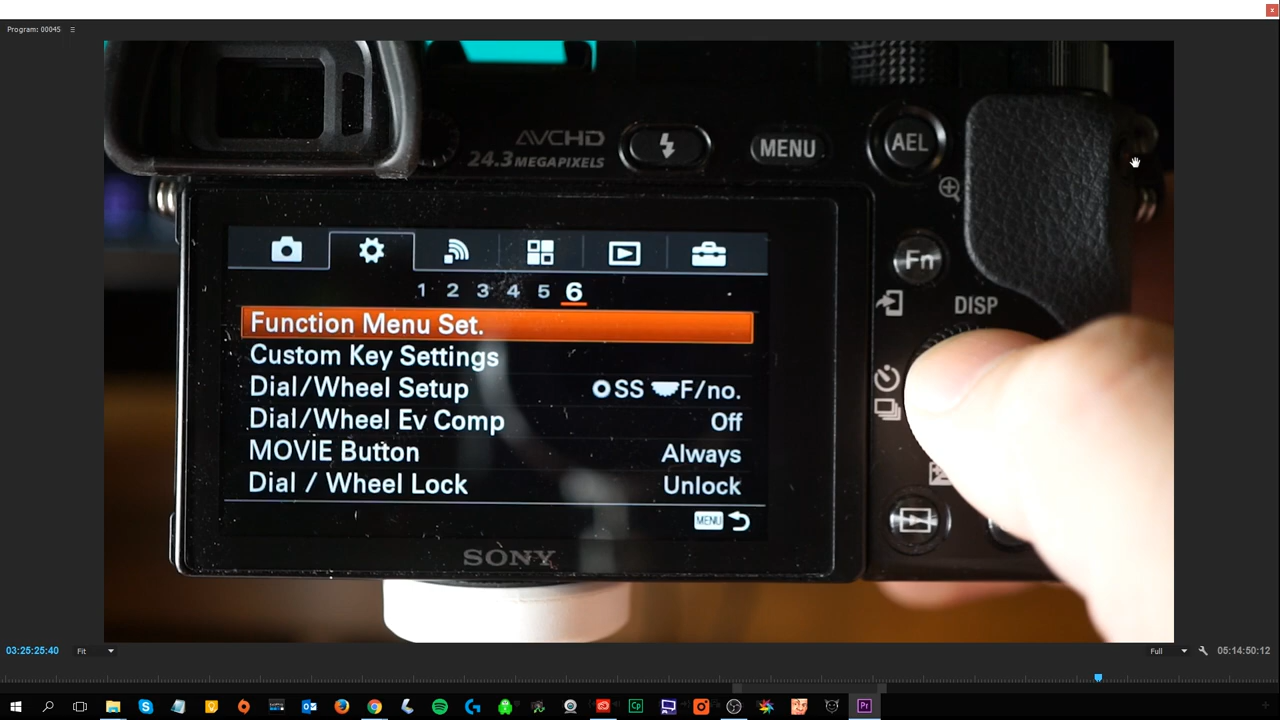 Program: 00045
AVCHD
24.3 MEGAPIXELS
MENU
AEL
Fn
DISP
1 2 3 4 5 6
Function Menu Set.
Custom Key Settings
Dial/Wheel Setup SS F/no.
Dial/Wheel Ev Comp Off
MOVIE Button Always
Dial / Wheel Lock Unlock
MENU
SONY
03:25:25:40
Fit
Full
05:14:50:12
Cp
Pr